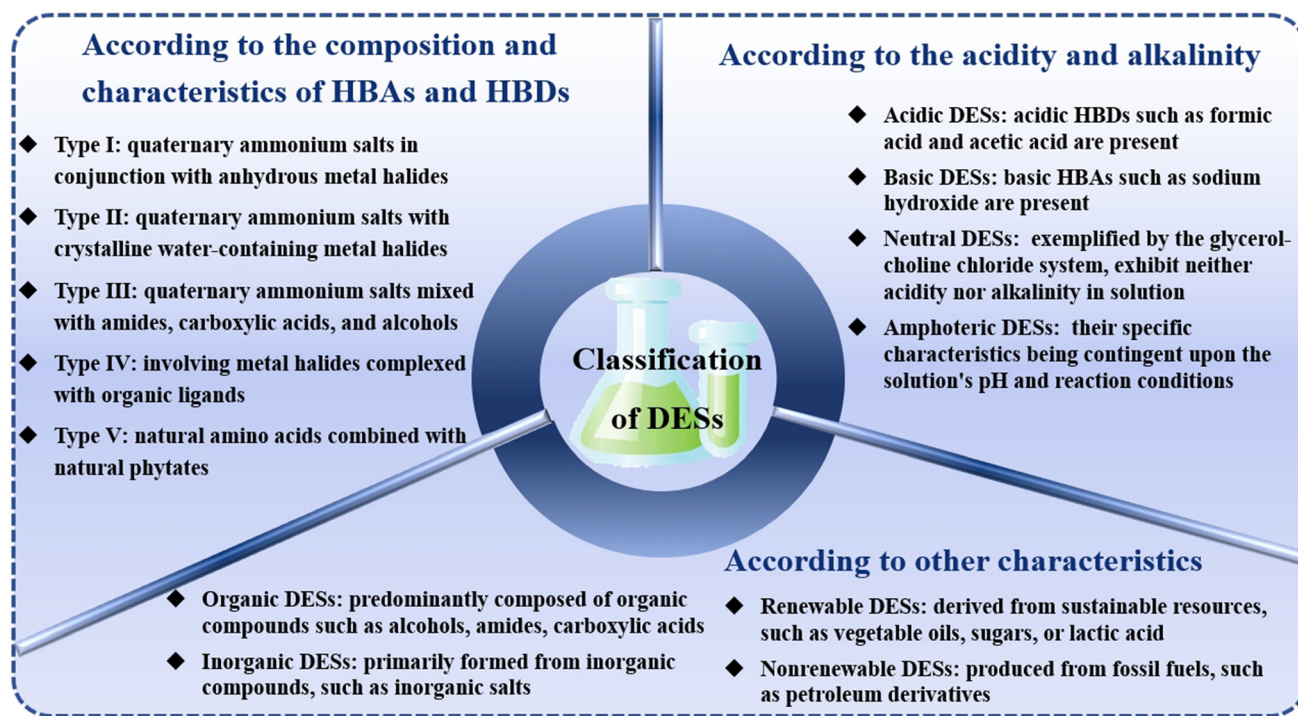 According to the composition and
characteristics of HBAs and HBDs
◆ Type I: quaternary ammonium salts in
conjunction with anhydrous metal halides
◆ Type II: quaternary ammonium salts with
crystalline water-containing metal halides
◆ Type III: quaternary ammonium salts mixed
with amides, carboxylic acids, and alcohols
◆ Type IV: involving metal halides complexed
with organic ligands
◆ Type V: natural amino acids combined with
natural phytates
According to the acidity and alkalinity
◆ Acidic DESs: acidic HBDs such as formic
acid and acetic acid are present
◆ Basic DESs: basic HBAs such as sodium
hydroxide are present
◆ Neutral DESs: exemplified by the glycerol-
choline chloride system, exhibit neither
acidity nor alkalinity in solution
◆ Amphoteric DESs: their specific
characteristics being contingent upon the
solution's pH and reaction conditions
Classification
of DESs
According to other characteristics
◆ Organic DESs: predominantly composed of organic
compounds such as alcohols, amides, carboxylic acids
◆ Inorganic DESs: primarily formed from inorganic
compounds, such as inorganic salts
◆ Renewable DESs: derived from sustainable resources,
such as vegetable oils, sugars, or lactic acid
◆ Nonrenewable DESs: produced from fossil fuels, such
as petroleum derivatives